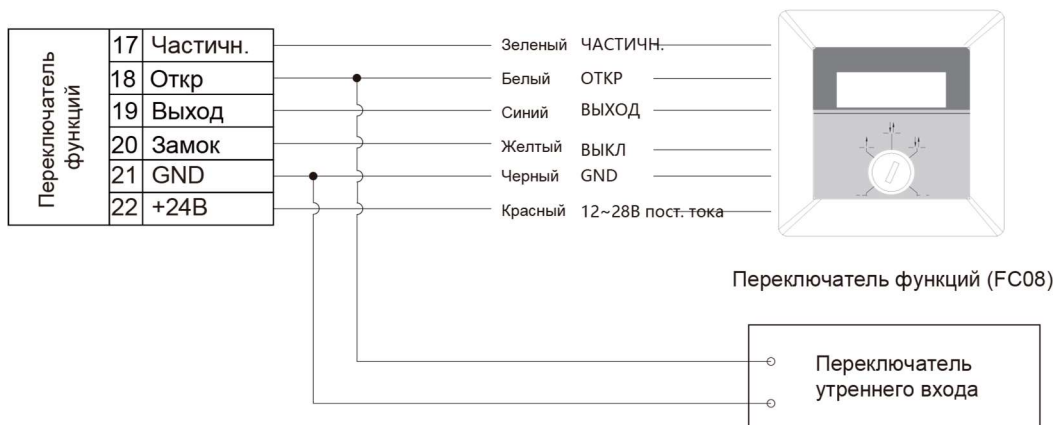 Переключатель
функций
17 Частичн.
18 Откр
19 Выход
20 Замок
21 GND
22 +24В
Зеленый ЧАСТИЧН.
Белый ОТКР
Синий ВЫХОД
Желтый ВЫКЛ
Черный GND
Красный 12~28В пост. тока
Переключатель функций (FC08)
Переключатель
утреннего входа